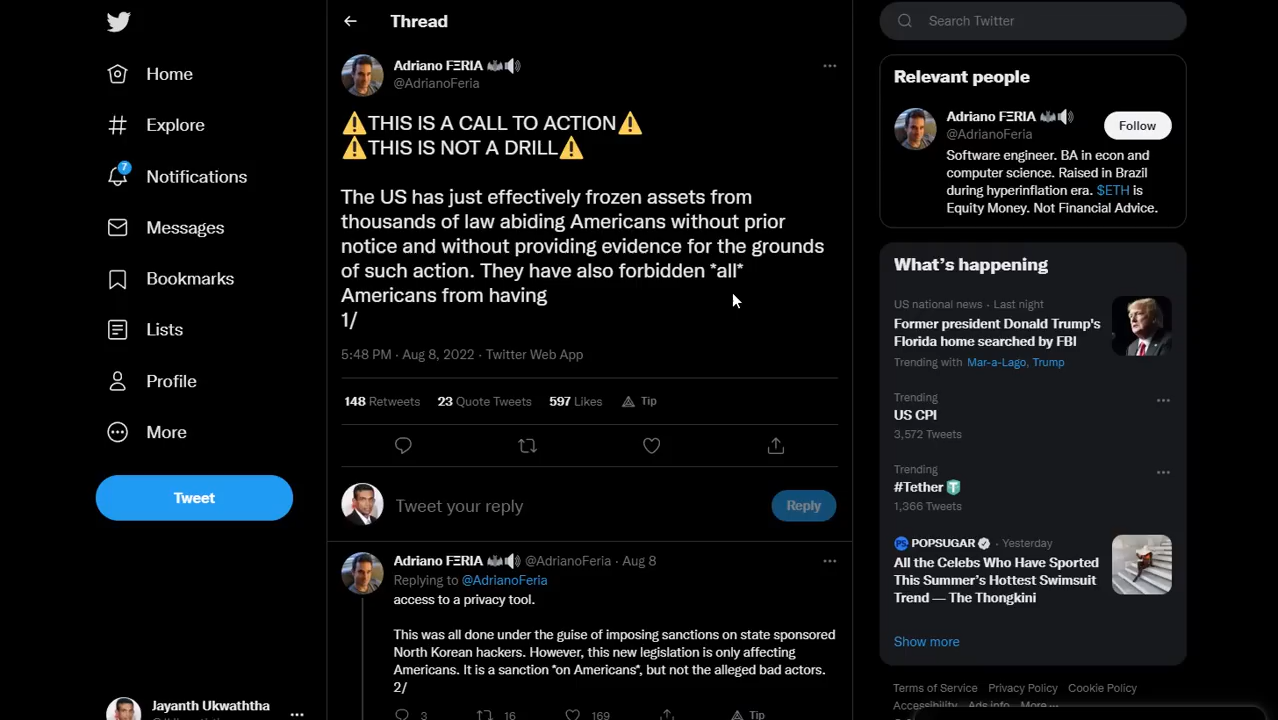 Thread
Search Twitter
Home
Explore
7
Notifications
Messages
Bookmarks
Lists
Profile
More
Tweet
Jayanth Ukwaththa
Adriano FΞRIA 🦇🔊
@AdrianoFeria
⚠️THIS IS A CALL TO ACTION⚠️
⚠️THIS IS NOT A DRILL⚠️
The US has just effectively frozen assets from
thousands of law abiding Americans without prior
notice and without providing evidence for the grounds
of such action. They have also forbidden *all*
Americans from having
1/
5:48 PM · Aug 8, 2022 · Twitter Web App
148 Retweets 23 Quote Tweets 597 Likes Tip
Tweet your reply
Reply
Adriano FΞRIA 🦇🔊 @AdrianoFeria · Aug 8
Replying to @AdrianoFeria
access to a privacy tool.
This was all done under the guise of imposing sanctions on state sponsored
North Korean hackers. However, this new legislation is only affecting
Americans. It is a sanction *on Americans*, but not the alleged bad actors.
2/
3 16 169 Tip
Relevant people
Adriano FΞRIA 🦇🔊
@AdrianoFeria
Follow
Software engineer. BA in econ and
computer science. Raised in Brazil
during hyperinflation era. $ETH is
Equity Money. Not Financial Advice.
What's happening
US national news · Last night
Former president Donald Trump's
Florida home searched by FBI
Trending with Mar-a-Lago, Trump
Trending
US CPI
3,572 Tweets
Trending
#Tether
1,366 Tweets
POPSUGAR · Yesterday
All the Celebs Who Have Sported
This Summer's Hottest Swimsuit
Trend — The Thongkini
Show more
Terms of Service Privacy Policy Cookie Policy
Accessibility Ads info More ···